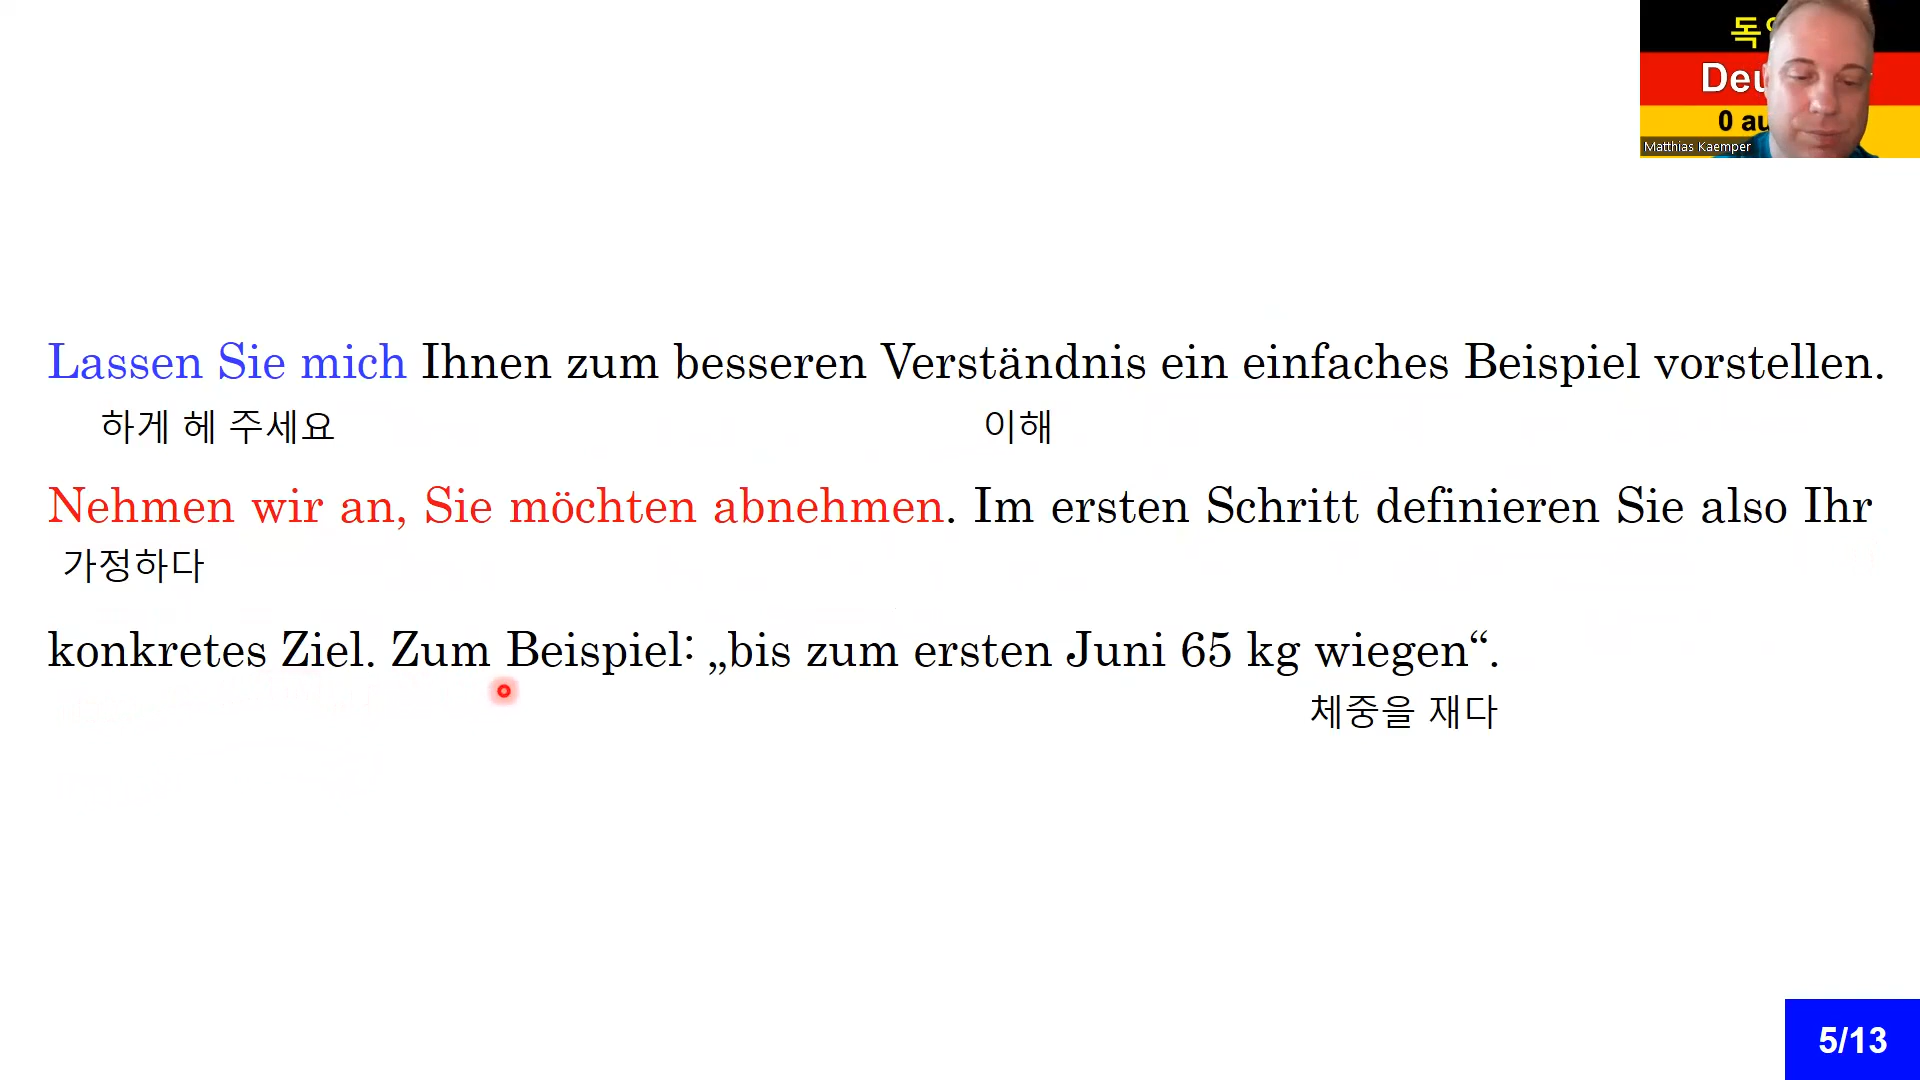 독
Deu
0 au
Matthias Kaemper
Lassen Sie mich Ihnen zum besseren Verständnis ein einfaches Beispiel vorstellen.
하게 헤 주세요 이해
Nehmen wir an, Sie möchten abnehmen. Im ersten Schritt definieren Sie also Ihr
가정하다
konkretes Ziel. Zum Beispiel: „bis zum ersten Juni 65 kg wiegen“.
체중을 재다
5/13